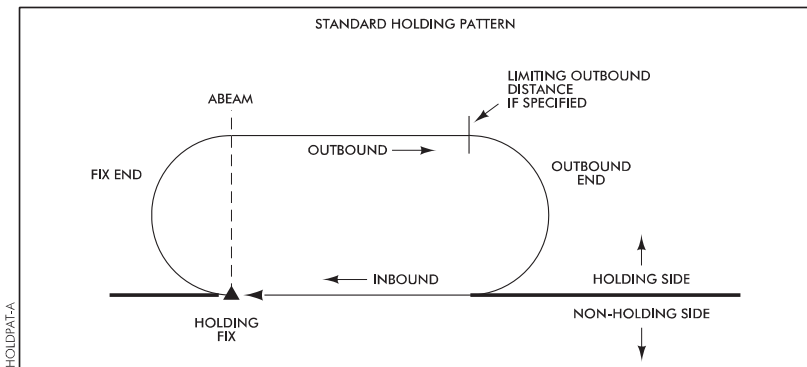 STANDARD HOLDING PATTERN
LIMITING OUTBOUND
DISTANCE
IF SPECIFIED
ABEAM
OUTBOUND
FIX END
OUTBOUND
END
INBOUND
HOLDING SIDE
NON-HOLDING SIDE
HOLDING
FIX
HOLDPAT-A